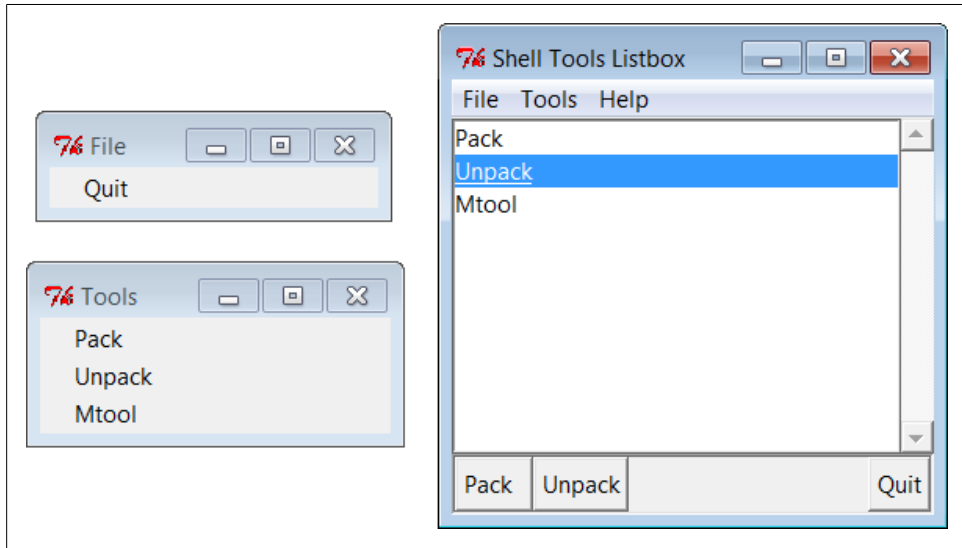 File
Quit
Tools
Pack
Unpack
Mtool
Shell Tools Listbox
File Tools Help
Pack
Unpack
Mtool
Pack Unpack Quit